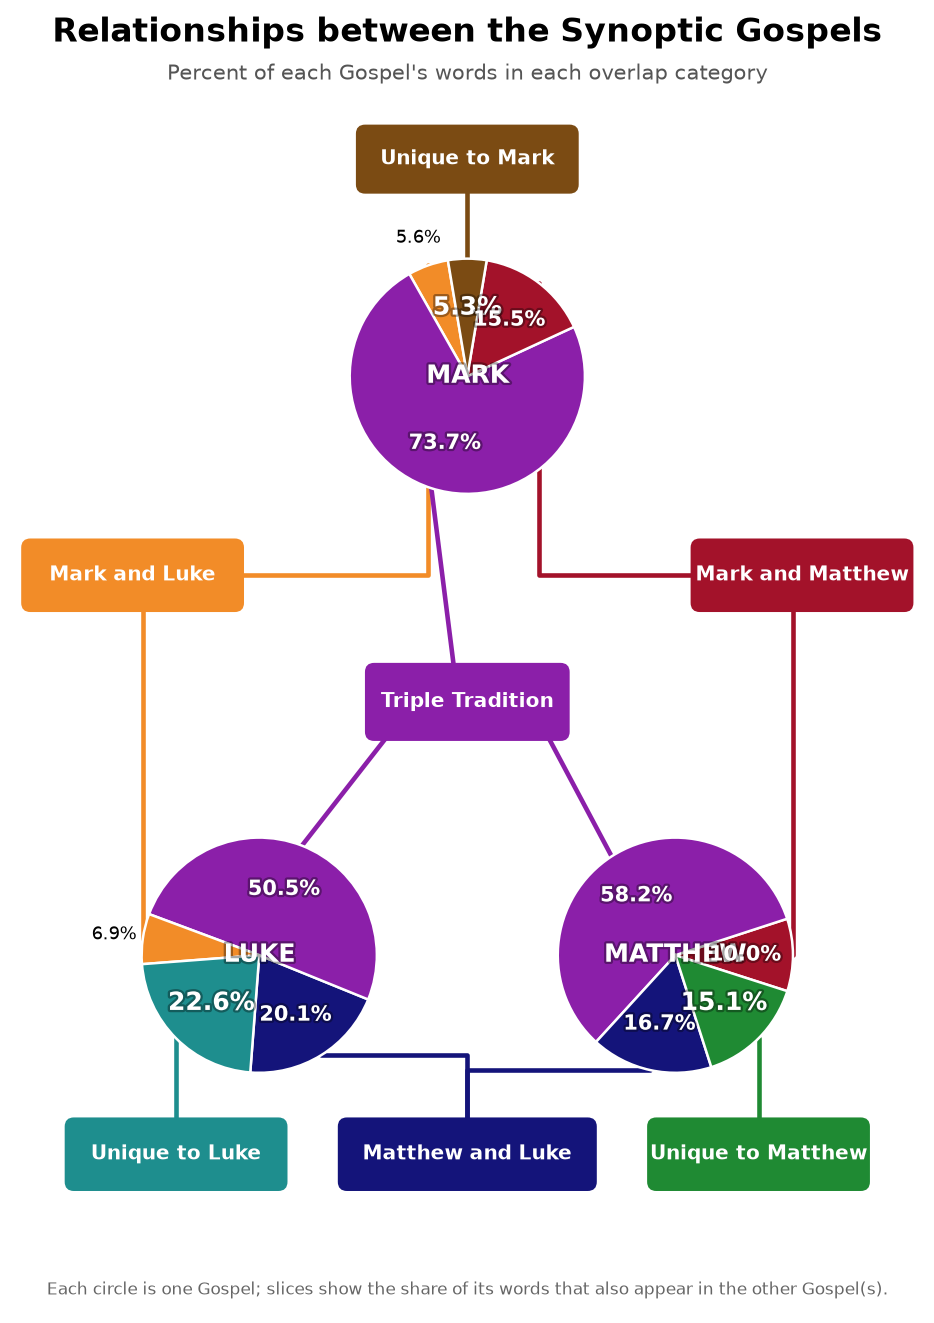 Relationships between the Synoptic Gospels
Percent of each Gospel's words in each overlap category
Unique to Mark
5.6%
5.3%
15.5%
MARK
73.7%
Mark and Luke
Mark and Matthew
Triple Tradition
50.5%
58.2%
6.9%
LUKE
MATTHEW
10.0%
22.6%
20.1%
15.1%
16.7%
Unique to Luke
Matthew and Luke
Unique to Matthew
Each circle is one Gospel; slices show the share of its words that also appear in the other Gospel(s).